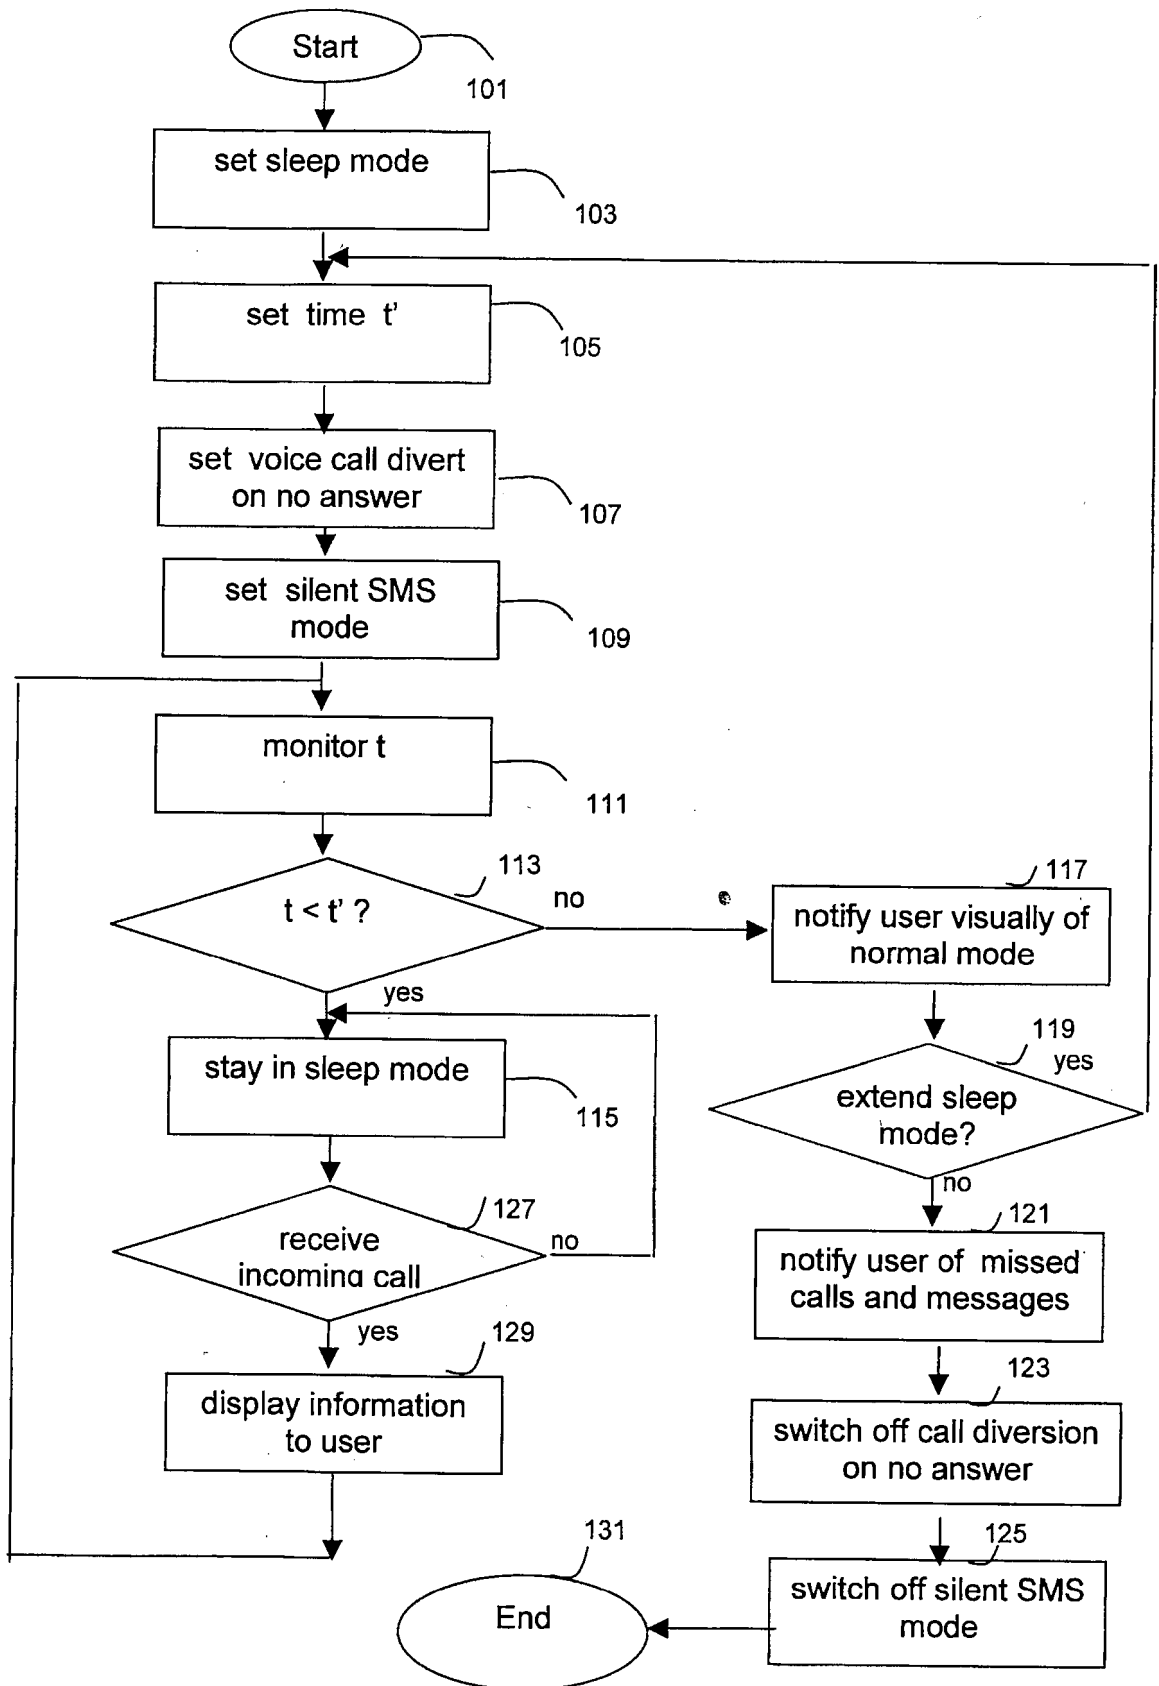 Start
101
set sleep mode
103
set time t'
105
set voice call divert
on no answer
107
set silent SMS
mode
109
monitor t
111
t < t' ?
113
no
yes
stay in sleep mode
115
receive
incoming call
127
no
yes
129
display information
to user
117
notify user visually of
normal mode
119
yes
extend sleep
mode?
no
121
notify user of missed
calls and messages
123
switch off call diversion
on no answer
125
switch off silent SMS
mode
131
End